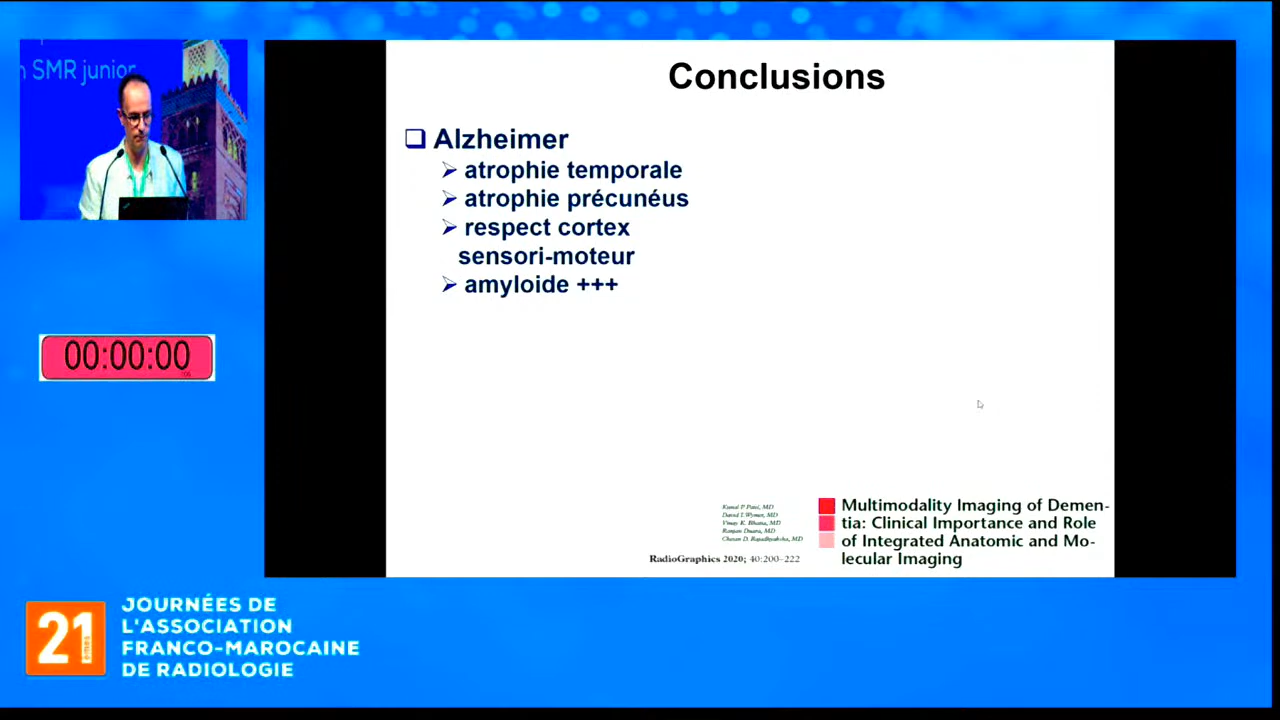 n SMR junior
Conclusions
Alzheimer
atrophie temporale
atrophie précunéus
respect cortex
sensori-moteur
amyloide +++
00:00:00
Kunal P. Patel, MD
David T. Wymer, MD
Vinay K. Bhatia, MD
Ranjan Duara, MD
Chetan D. Rajadhyaksha, MD
RadioGraphics 2020; 40:200–222
Multimodality Imaging of Demen-
tia: Clinical Importance and Role
of Integrated Anatomic and Mo-
lecular Imaging
21
èmes
JOURNÉES DE
L'ASSOCIATION
FRANCO-MAROCAINE
DE RADIOLOGIE